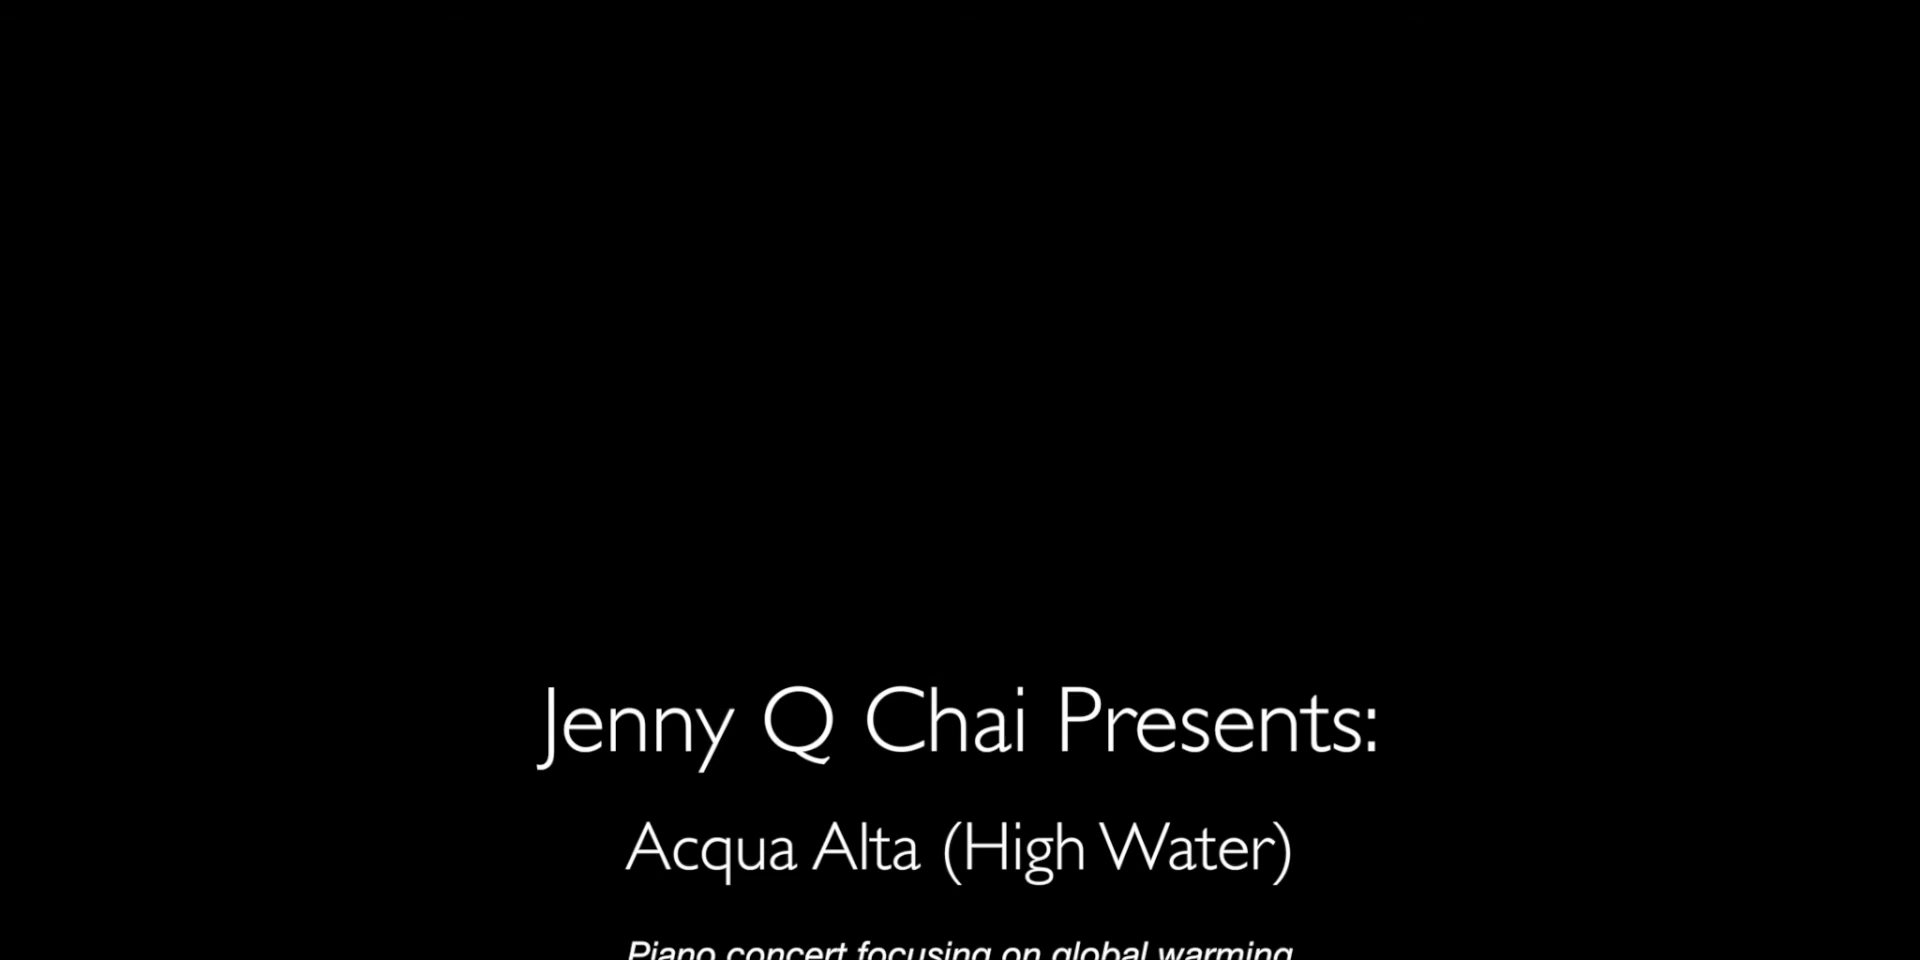 Jenny Q Chai Presents:
Acqua Alta (High Water)
Piano concert focusing on global warming